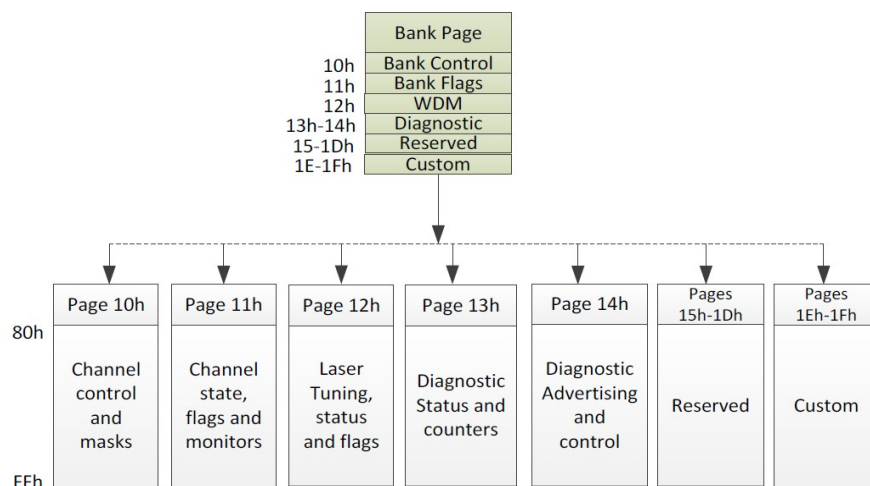 Bank Page
10h Bank Control
11h Bank Flags
12h WDM
13h-14h Diagnostic
15-1Dh Reserved
1E-1Fh Custom
Page 10h
Page 11h
Page 12h
Page 13h
Page 14h
Pages
15h-1Dh
Pages
1Eh-1Fh
80h
Channel
control
and
masks
Channel
state,
flags and
monitors
Laser
Tuning,
status
and flags
Diagnostic
Status and
counters
Diagnostic
Advertising
and
control
Reserved
Custom
FFh